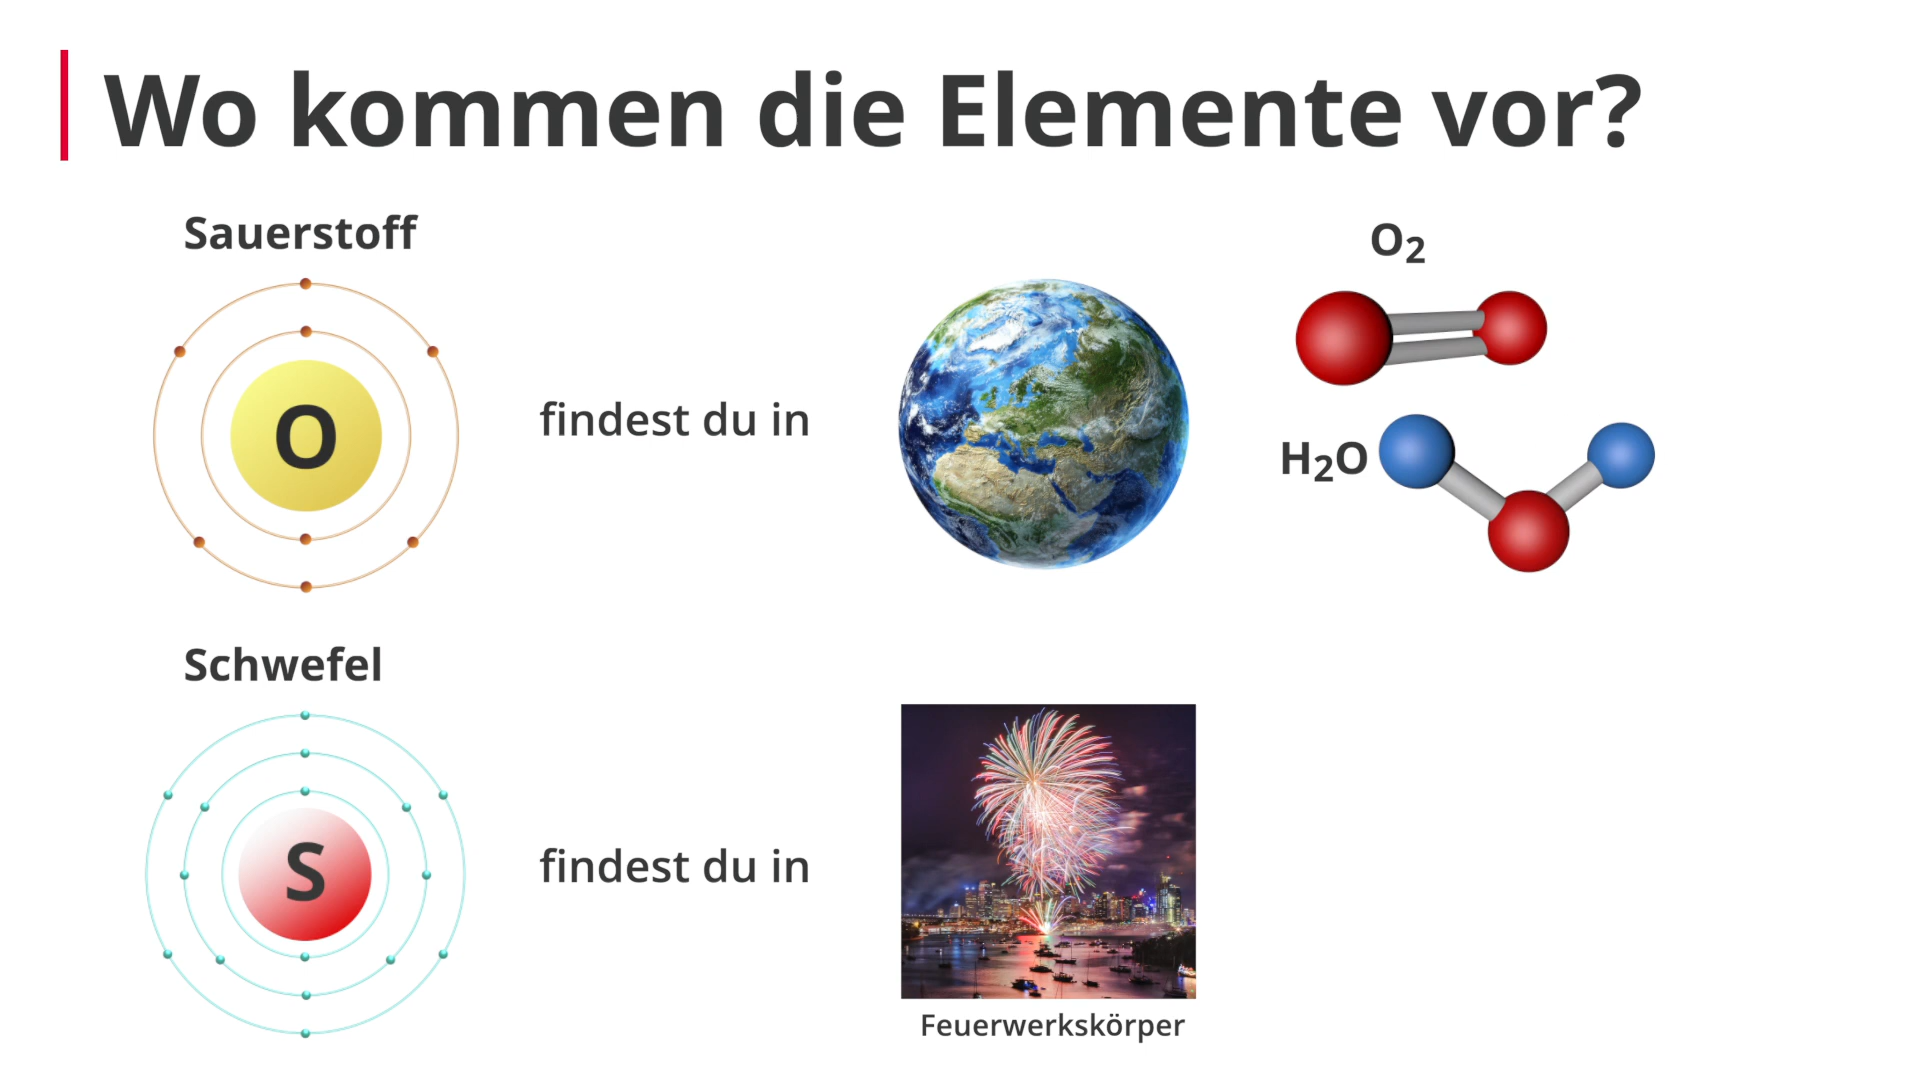 Wo kommen die Elemente vor?
Sauerstoff
O
findest du in
O₂
H₂O
Schwefel
S
findest du in
Feuerwerkskörper